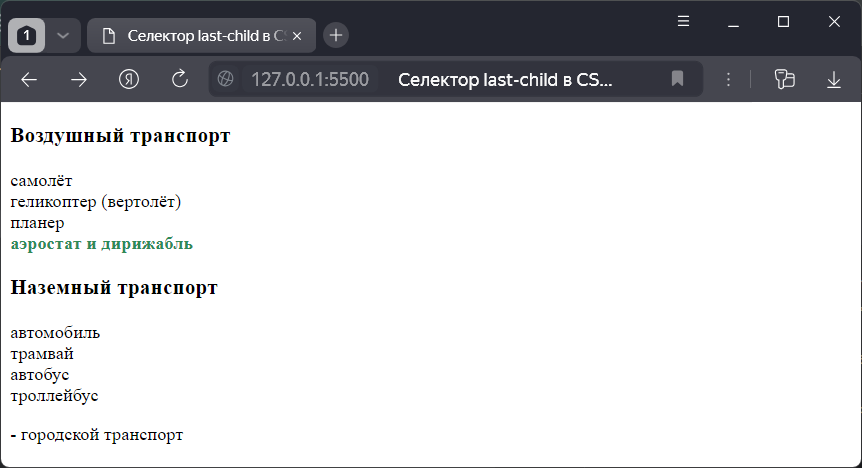 1
Селектор last-child в CS
127.0.0.1:5500 Селектор last-child в CS...
Воздушный транспорт
самолёт
геликоптер (вертолёт)
планер
аэростат и дирижабль
Наземный транспорт
автомобиль
трамвай
автобус
троллейбус
- городской транспорт